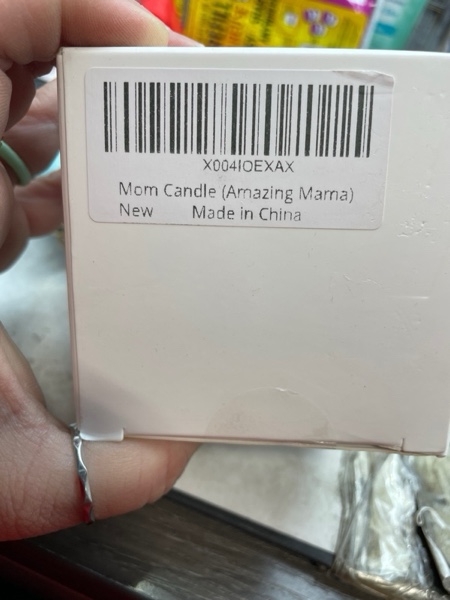 X004IOEXAX
Mom Candle (Amazing Mama)
New Made in China